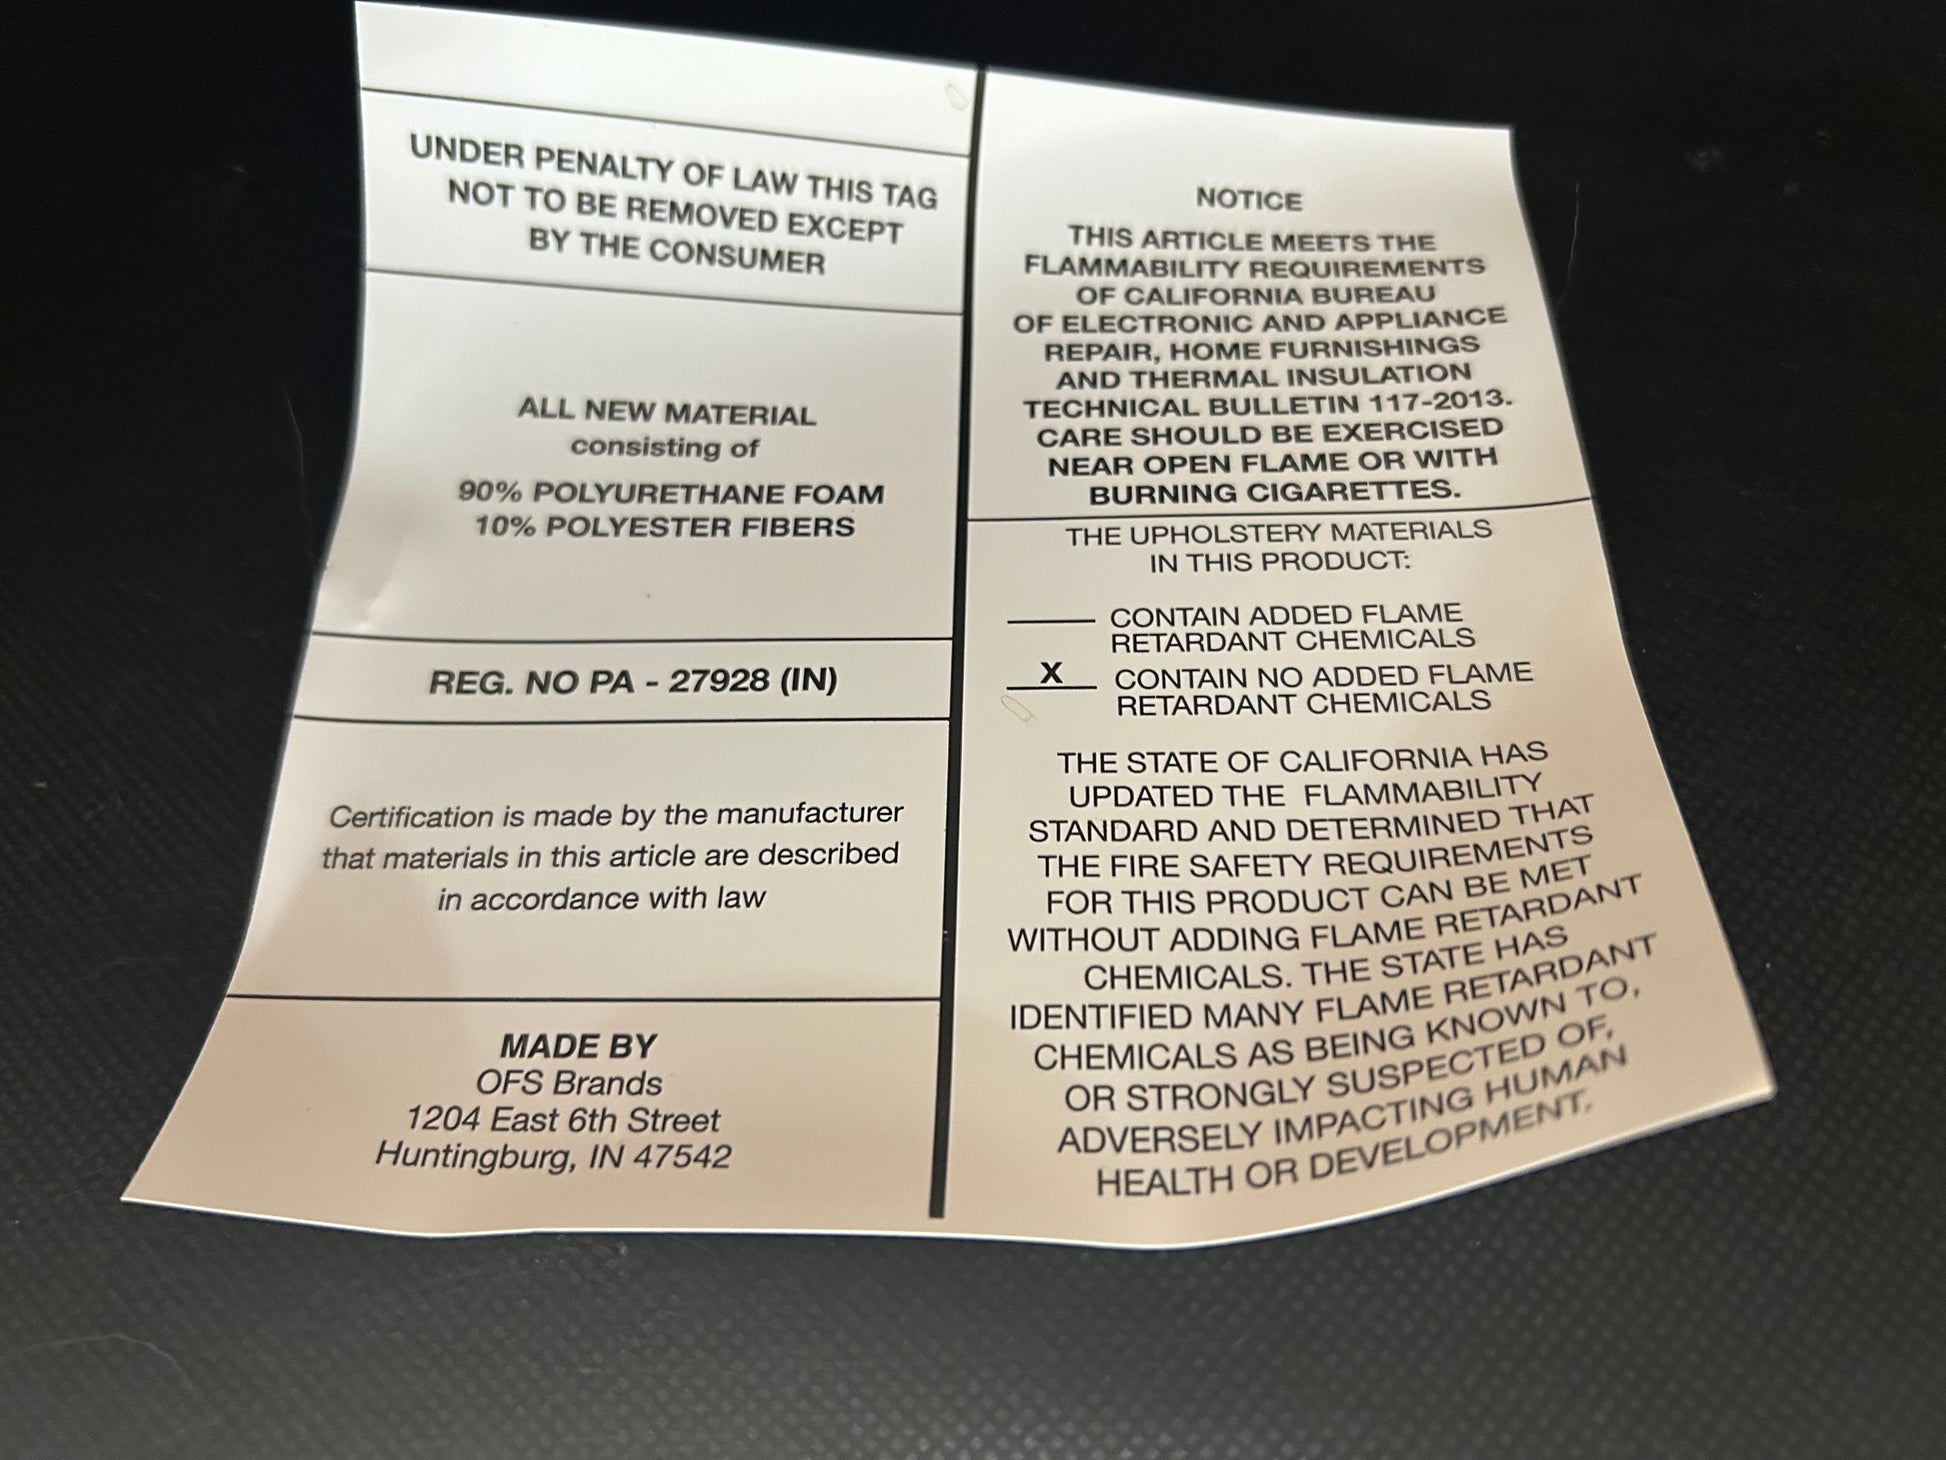 UNDER PENALTY OF LAW THIS TAG
NOT TO BE REMOVED EXCEPT
BY THE CONSUMER
ALL NEW MATERIAL
consisting of
90% POLYURETHANE FOAM
10% POLYESTER FIBERS
REG. NO PA - 27928 (IN)
Certification is made by the manufacturer
that materials in this article are described
in accordance with law
MADE BY
OFS Brands
1204 East 6th Street
Huntingburg, IN 47542
NOTICE
THIS ARTICLE MEETS THE
FLAMMABILITY REQUIREMENTS
OF CALIFORNIA BUREAU
OF ELECTRONIC AND APPLIANCE
REPAIR, HOME FURNISHINGS
AND THERMAL INSULATION
TECHNICAL BULLETIN 117-2013.
CARE SHOULD BE EXERCISED
NEAR OPEN FLAME OR WITH
BURNING CIGARETTES.
THE UPHOLSTERY MATERIALS
IN THIS PRODUCT:
CONTAIN ADDED FLAME
RETARDANT CHEMICALS
X CONTAIN NO ADDED FLAME
RETARDANT CHEMICALS
THE STATE OF CALIFORNIA HAS
UPDATED THE FLAMMABILITY
STANDARD AND DETERMINED THAT
THE FIRE SAFETY REQUIREMENTS
FOR THIS PRODUCT CAN BE MET
WITHOUT ADDING FLAME RETARDANT
CHEMICALS. THE STATE HAS
IDENTIFIED MANY FLAME RETARDANT
CHEMICALS AS BEING KNOWN TO,
OR STRONGLY SUSPECTED OF,
ADVERSELY IMPACTING HUMAN
HEALTH OR DEVELOPMENT.